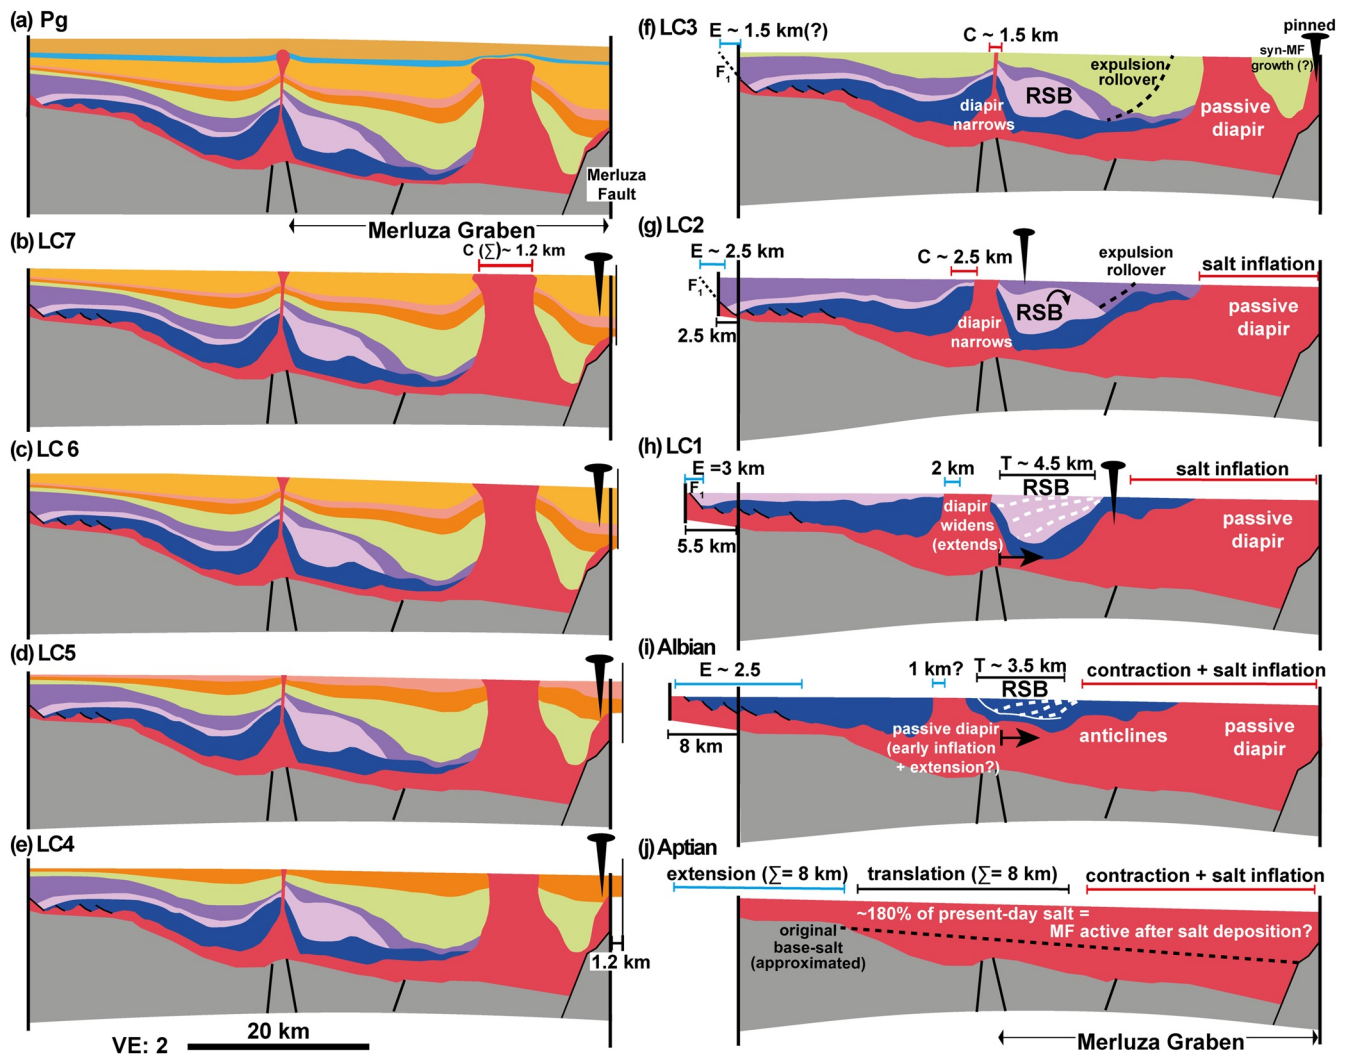 (a) Pg
Merluza
Fault
Merluza Graben
(b) LC7
C (∑)~ 1.2 km
(c) LC 6
(d) LC5
(e) LC4
1.2 km
20 km
VE: 2
(f) LC3
E ~ 1.5 km(?)
C ~ 1.5 km
pinned
F1
expulsion
rollover
syn-MF
growth (?)
RSB
diapir
narrows
passive
diapir
(g) LC2
E ~ 2.5 km
C ~ 2.5 km
expulsion
rollover
salt inflation
F1
RSB
2.5 km
diapir
narrows
passive
diapir
(h) LC1
E =3 km
2 km
T ~ 4.5 km
RSB
salt inflation
F1
diapir
widens
(extends)
passive
diapir
5.5 km
(i) Albian
E ~ 2.5
1 km?
T ~ 3.5 km
RSB
contraction + salt inflation
8 km
passive diapir
(early inflation
+ extension?)
anticlines
passive
diapir
(j) Aptian
extension (∑= 8 km)
translation (∑= 8 km)
contraction + salt inflation
~180% of present-day salt =
MF active after salt deposition?
original
base-salt
(approximated)
Merluza Graben